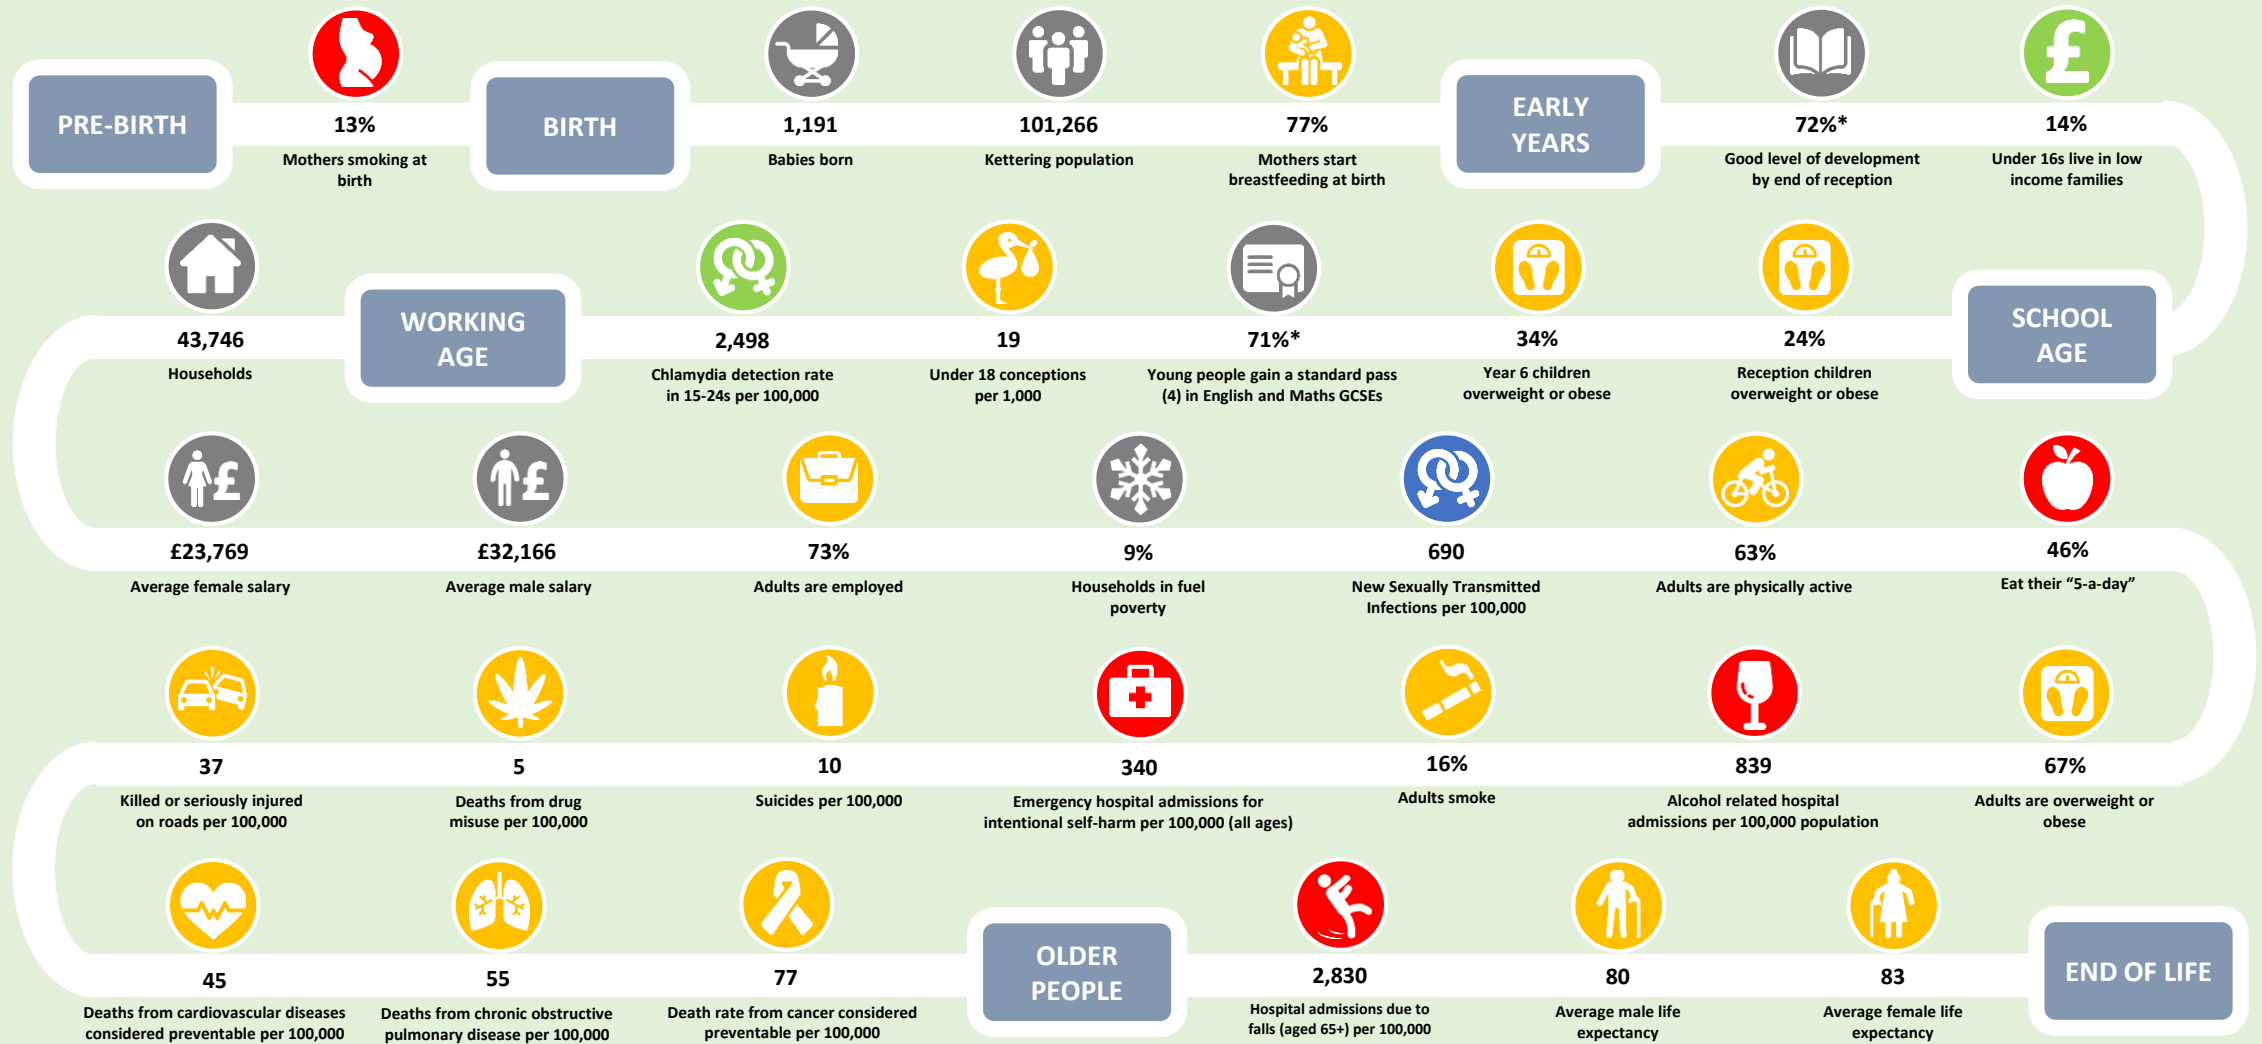 PRE-BIRTH
13%
Mothers smoking at
birth
BIRTH
1,191
Babies born
101,266
Kettering population
77%
Mothers start
breastfeeding at birth
EARLY
YEARS
72%*
Good level of development
by end of reception
£
14%
Under 16s live in low
income families
SCHOOL
AGE
24%
Reception children
overweight or obese
34%
Year 6 children
overweight or obese
71%*
Young people gain a standard pass
(4) in English and Maths GCSEs
19
Under 18 conceptions
per 1,000
2,498
Chlamydia detection rate
in 15-24s per 100,000
WORKING
AGE
43,746
Households
£
£23,769
Average female salary
£
£32,166
Average male salary
73%
Adults are employed
9%
Households in fuel
poverty
690
New Sexually Transmitted
Infections per 100,000
63%
Adults are physically active
46%
Eat their “5-a-day”
67%
Adults are overweight or
obese
839
Alcohol related hospital
admissions per 100,000 population
16%
Adults smoke
340
Emergency hospital admissions for
intentional self-harm per 100,000 (all ages)
10
Suicides per 100,000
5
Deaths from drug
misuse per 100,000
37
Killed or seriously injured
on roads per 100,000
45
Deaths from cardiovascular diseases
considered preventable per 100,000
55
Deaths from chronic obstructive
pulmonary disease per 100,000
77
Death rate from cancer considered
preventable per 100,000
OLDER
PEOPLE
2,830
Hospital admissions due to
falls (aged 65+) per 100,000
80
Average male life
expectancy
83
Average female life
expectancy
END OF LIFE